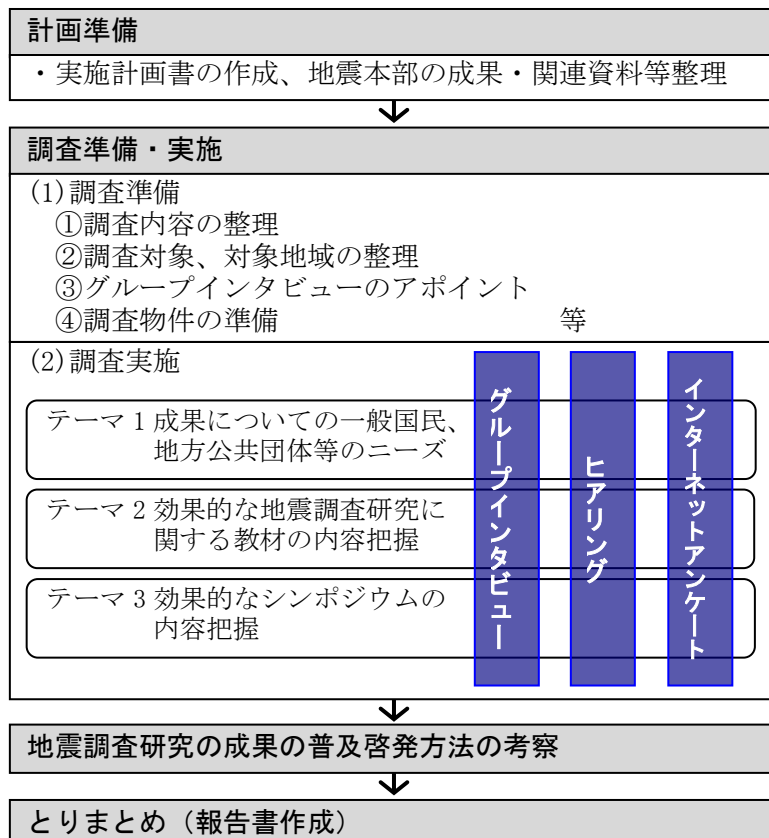 計画準備
・実施計画書の作成、地震本部の成果・関連資料等整理
調査準備・実施
(1)調査準備
①調査内容の整理
②調査対象、対象地域の整理
③グループインタビューのアポイント
④調査物件の準備 等
(2)調査実施
テーマ1 成果についての一般国民、
地方公共団体等のニーズ
テーマ2 効果的な地震調査研究に
関する教材の内容把握
テーマ3 効果的なシンポジウムの
内容把握
グループインタビュー
ヒアリング
インターネットアンケート
地震調査研究の成果の普及啓発方法の考察
とりまとめ（報告書作成）